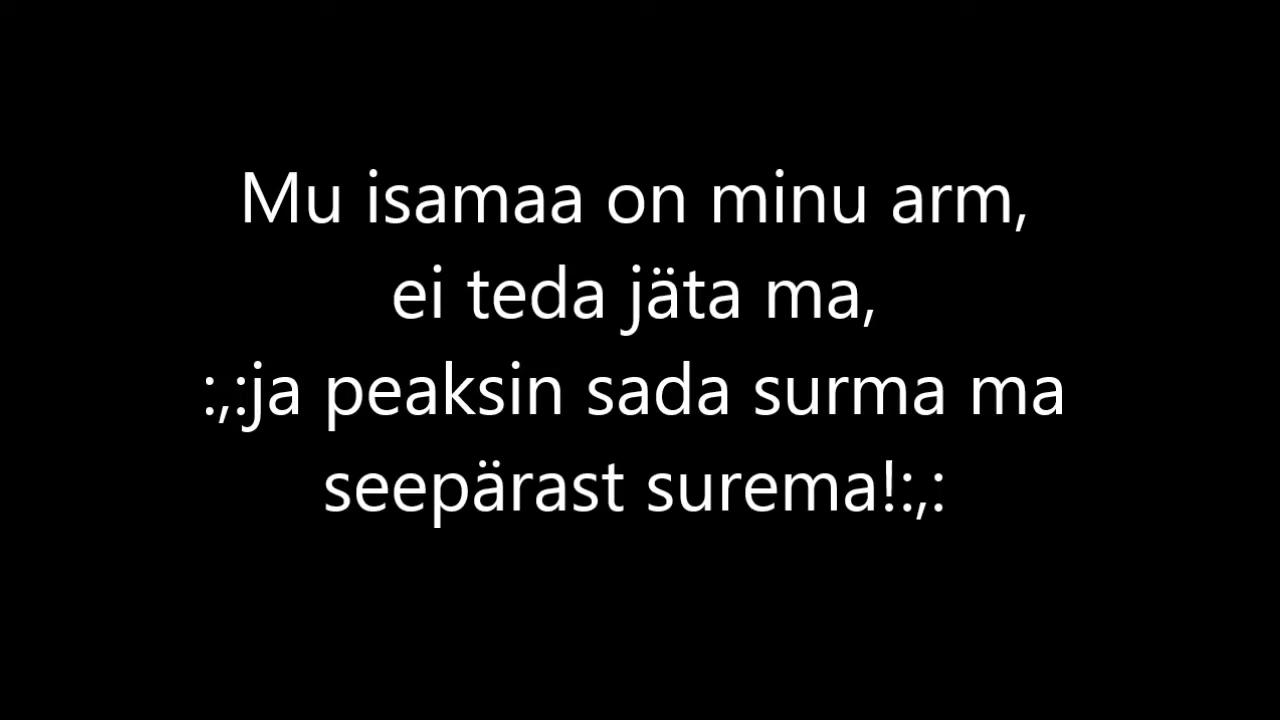 Mu isamaa on minu arm,
ei teda jäta ma,
:,:ja peaksin sada surma ma
seepärast surema!:,: